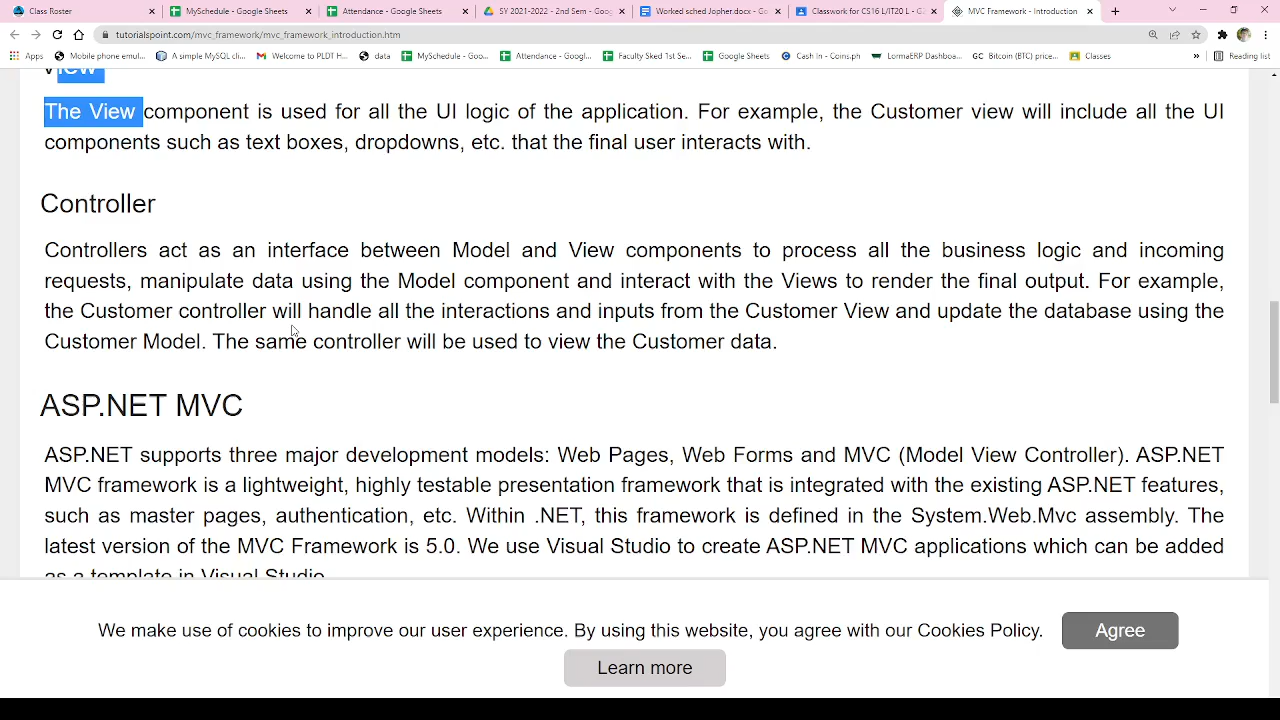 Class Roster
MySchedule - Google Sheets
Attendance - Google Sheets
SY 2021-2022 - 2nd Sem - Goo
Worked sched Jopher.docx - Go
Classwork for CS16 L/IT20 L - G
MVC Framework - Introduction
tutorialspoint.com/mvc_framework/mvc_framework_introduction.htm
Apps
Mobile phone emul...
A simple MySQL cli...
Welcome to PLDT H...
data
MySchedule - Goo...
Attendance - Googl...
Faculty Sked 1st Se...
Google Sheets
Cash In - Coins.ph
LormaERP Dashboa...
Bitcoin (BTC) price...
Classes
»
Reading list
View
The View component is used for all the UI logic of the application. For example, the Customer view will include all the UI
components such as text boxes, dropdowns, etc. that the final user interacts with.
Controller
Controllers act as an interface between Model and View components to process all the business logic and incoming
requests, manipulate data using the Model component and interact with the Views to render the final output. For example,
the Customer controller will handle all the interactions and inputs from the Customer View and update the database using the
Customer Model. The same controller will be used to view the Customer data.
ASP.NET MVC
ASP.NET supports three major development models: Web Pages, Web Forms and MVC (Model View Controller). ASP.NET
MVC framework is a lightweight, highly testable presentation framework that is integrated with the existing ASP.NET features,
such as master pages, authentication, etc. Within .NET, this framework is defined in the System.Web.Mvc assembly. The
latest version of the MVC Framework is 5.0. We use Visual Studio to create ASP.NET MVC applications which can be added
as a template in Visual Studio.
We make use of cookies to improve our user experience. By using this website, you agree with our Cookies Policy.
Agree
Learn more